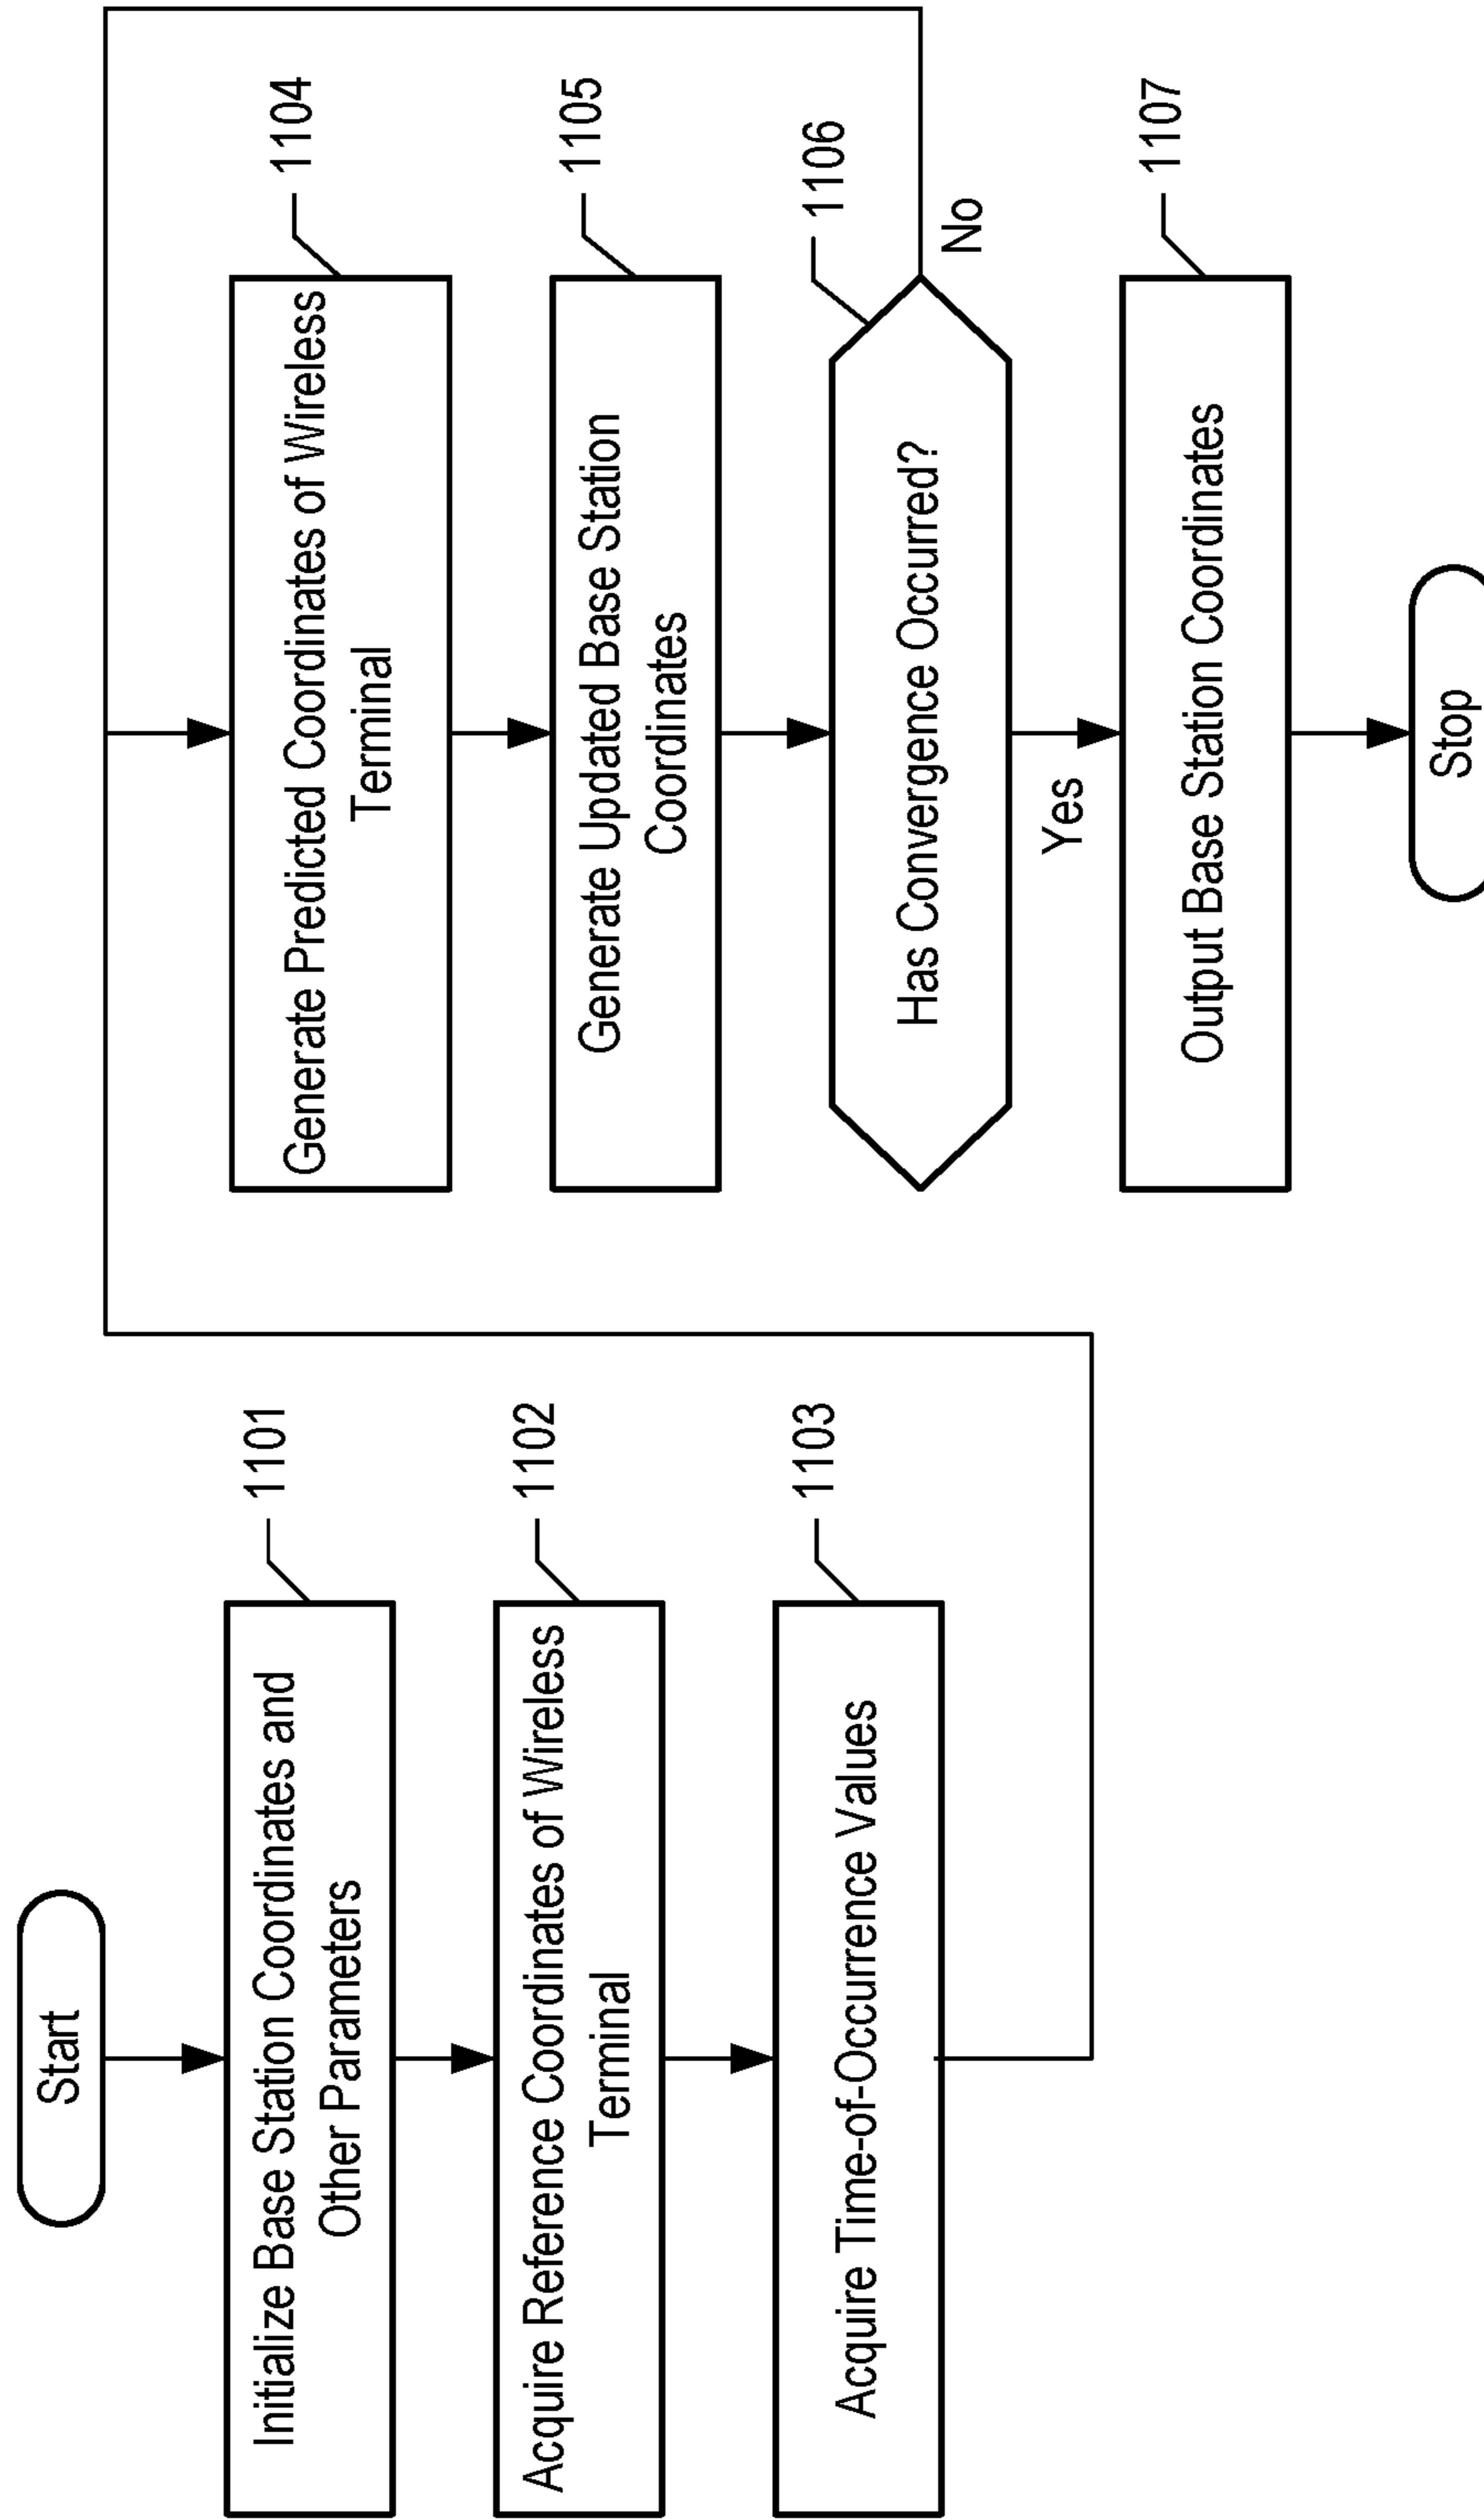 Start
Initialize Base Station Coordinates and
Other Parameters
1101
Acquire Reference Coordinates of Wireless
Terminal
1102
Acquire Time-of-Occurrence Values
1103
Generate Predicted Coordinates of Wireless
Terminal
1104
Generate Updated Base Station
Coordinates
1105
Has Convergence Occurred?
1106
No
Yes
Output Base Station Coordinates
1107
Stop